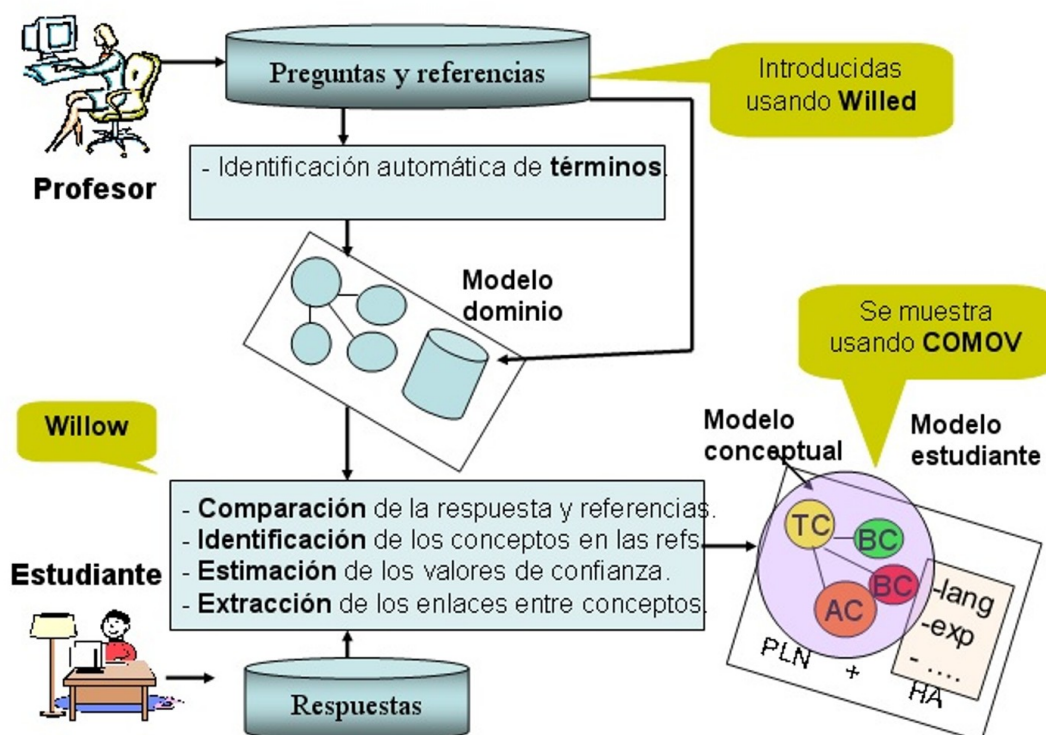 Preguntas y referencias
Introducidas
usando Willed
Profesor
- Identificación automática de términos.
Modelo
dominio
Se muestra
usando COMOV
Willow
Modelo
conceptual
Modelo
estudiante
- Comparación de la respuesta y referencias.
- Identificación de los conceptos en las refs.
- Estimación de los valores de confianza.
- Extracción de los enlaces entre conceptos.
TC
BC
BC
AC
-lang
-exp
- ....
PLN + HA
Estudiante
Respuestas